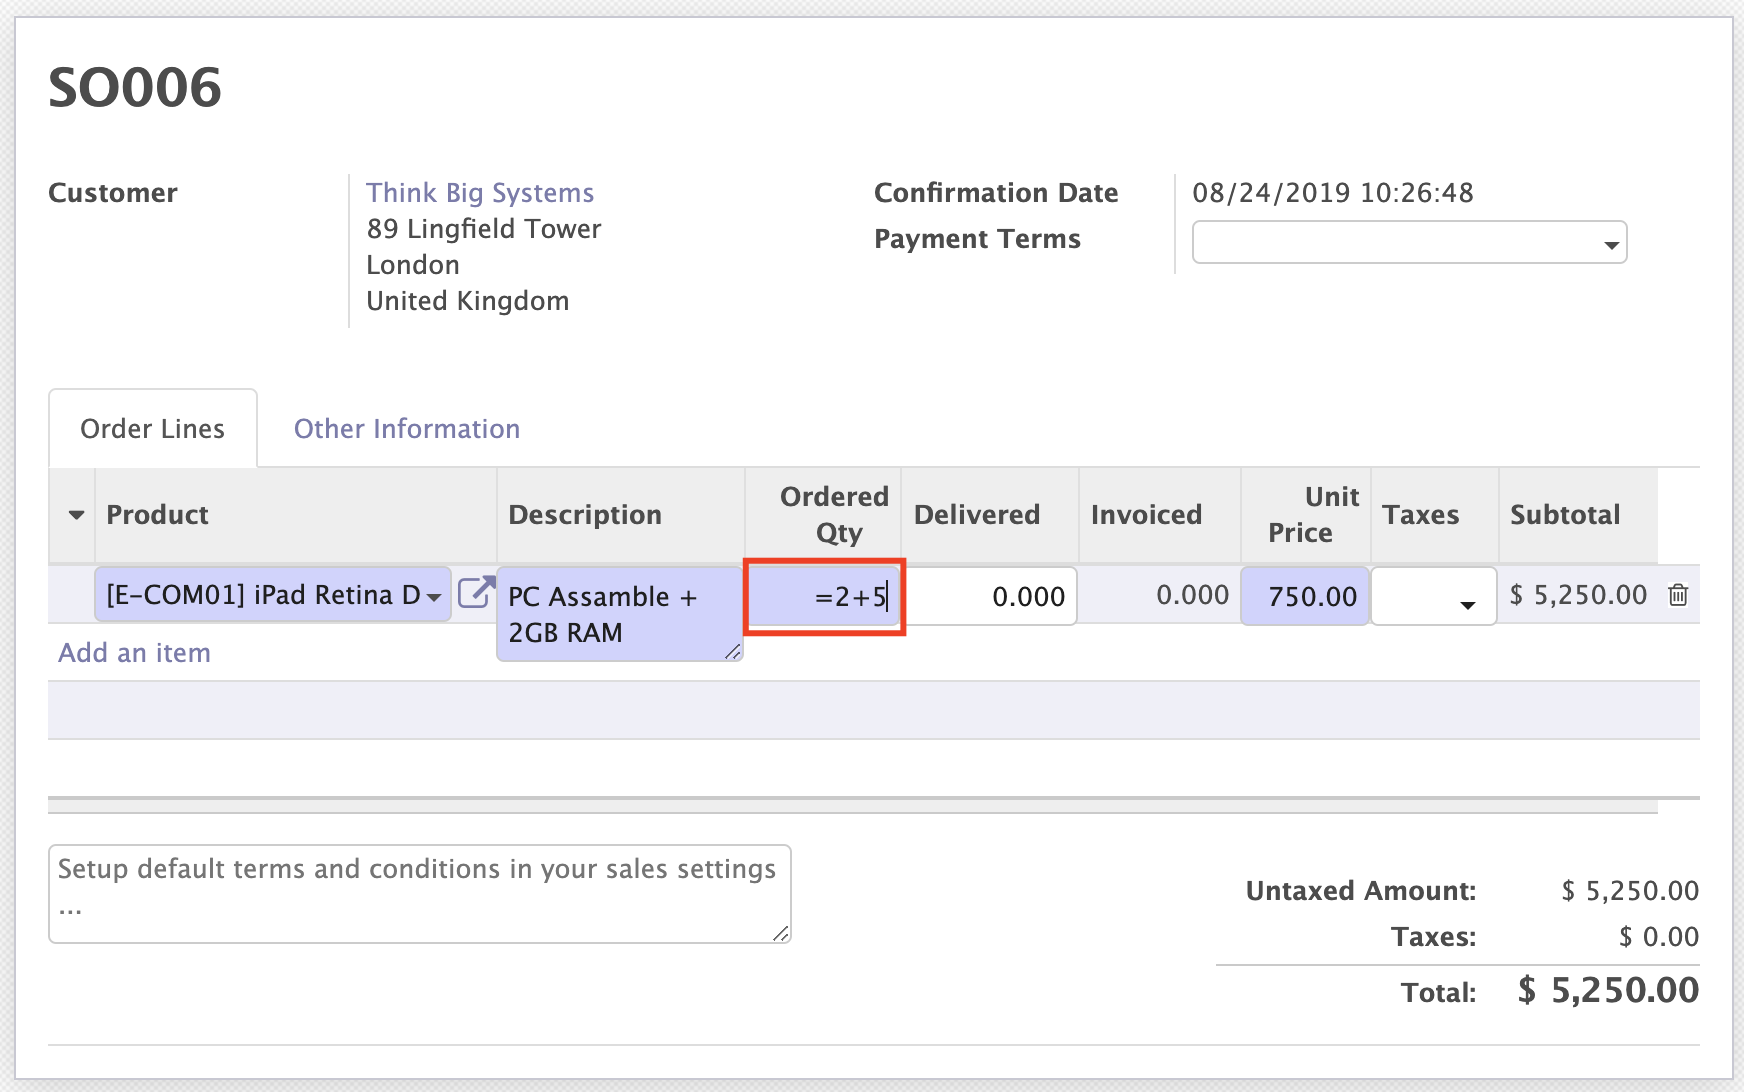 SO006
Customer
Think Big Systems
89 Lingfield Tower
London
United Kingdom
Confirmation Date
08/24/2019 10:26:48
Payment Terms
Order Lines
Other Information
Product
Description
Ordered
Qty
Delivered
Invoiced
Unit
Price
Taxes
Subtotal
[E-COM01] iPad Retina D
PC Assamble +
2GB RAM
=2+5
0.000
0.000
750.00
$ 5,250.00
Add an item
Setup default terms and conditions in your sales settings
...
Untaxed Amount: $ 5,250.00
Taxes: $ 0.00
Total: $ 5,250.00